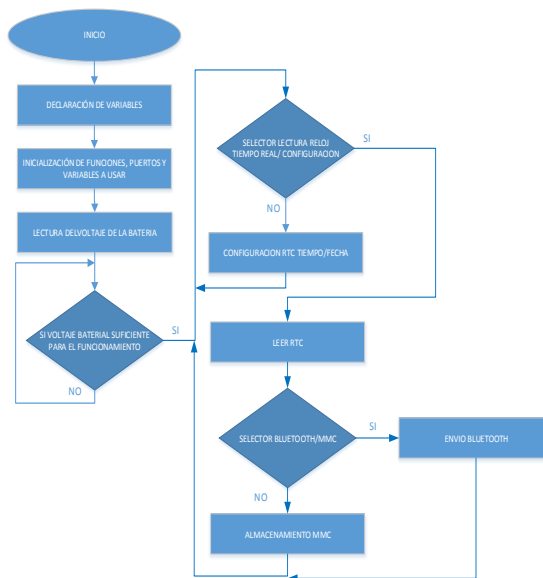 INICIO
DECLARACIÓN DE VARIABLES
INICIALIZACIÓN DE FUNCIONES, PUERTOS Y
VARIABLES A USAR
LECTURA DELVOLTAJE DE LA BATERIA
SI VOLTAJE BATERIAL SUFICIENTE
PARA EL FUNCIONAMIENTO
SI
NO
SELECTOR LECTURA RELOJ
TIEMPO REAL/ CONFIGURACION
SI
NO
CONFIGURACION RTC TIEMPO/FECHA
LEER RTC
SELECTOR BLUETOOTH/MMC
SI
ENVIO BLUETOOTH
NO
ALMACENAMIENTO MMC